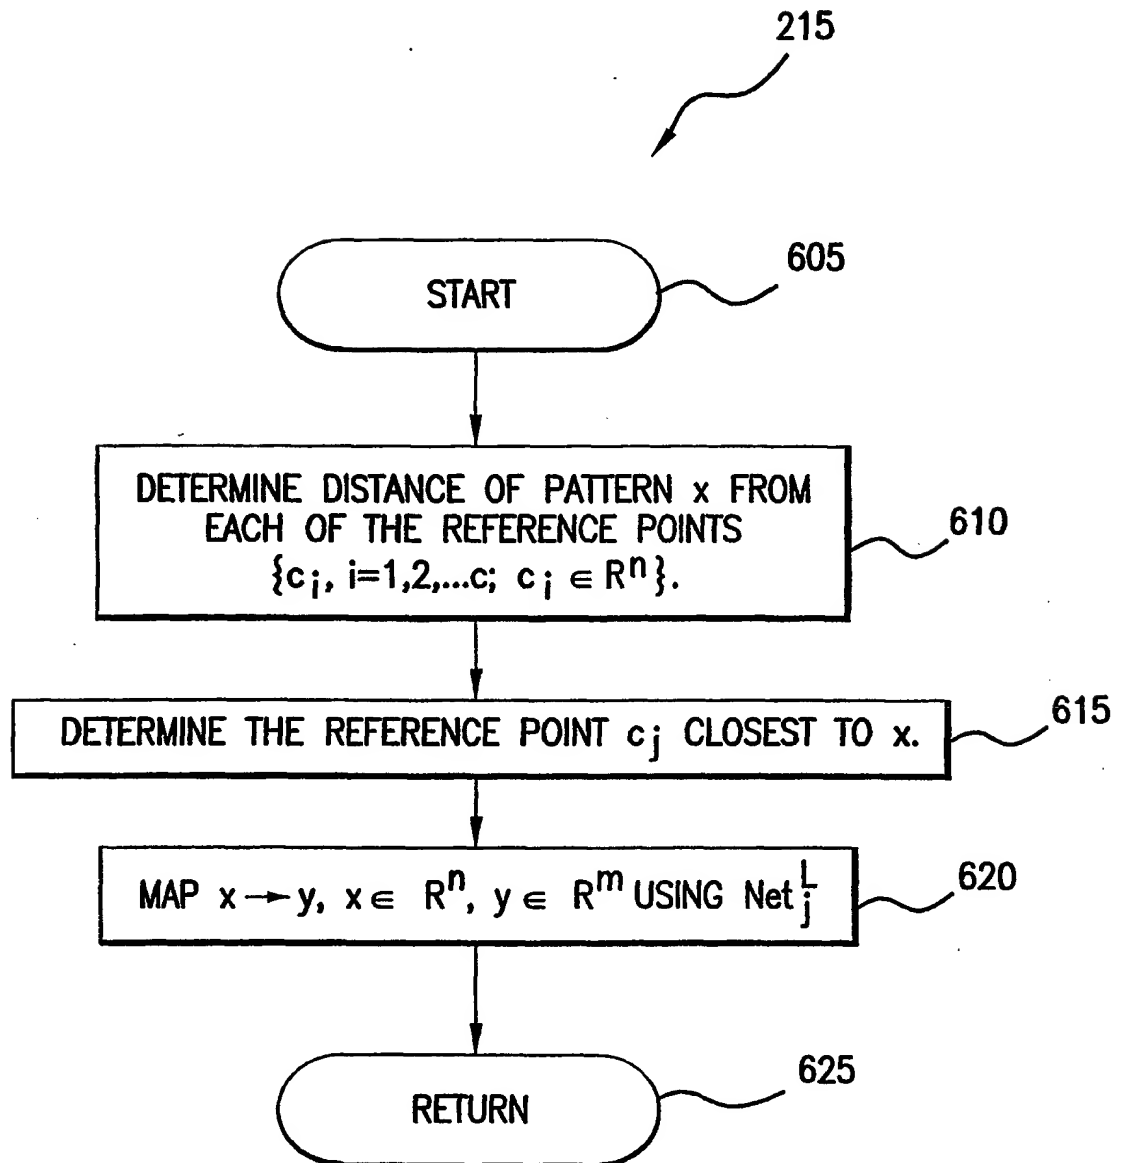 215
START
605
DETERMINE DISTANCE OF PATTERN x FROM
EACH OF THE REFERENCE POINTS
{c_i, i=1,2,...c; c_i ∈ R^n}.
610
DETERMINE THE REFERENCE POINT c_j CLOSEST TO x.
615
MAP x → y, x ∈ R^n, y ∈ R^m USING Net_j^L
620
RETURN
625